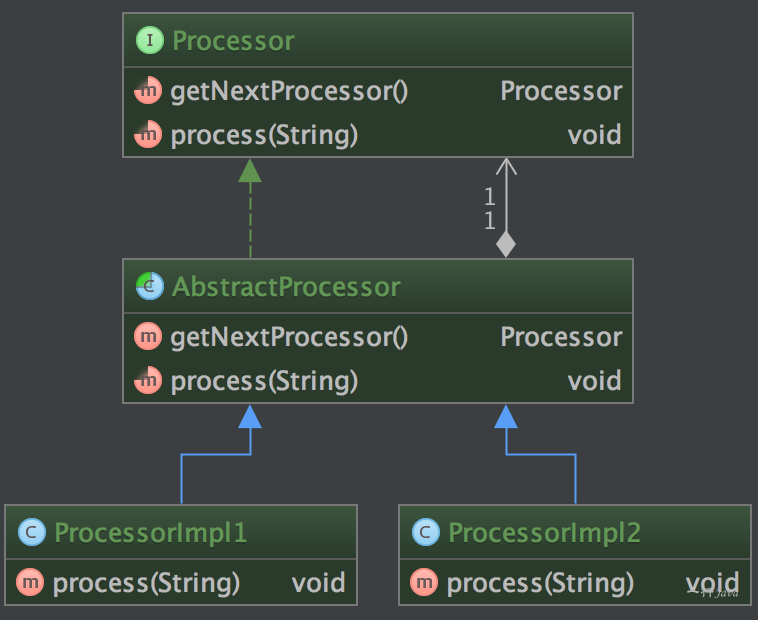 I Processor
m getNextProcessor() Processor
m process(String) void
1
1
C AbstractProcessor
m getNextProcessor() Processor
m process(String) void
C ProcessorImpl1
m process(String) void
C ProcessorImpl2
m process(String) void
java